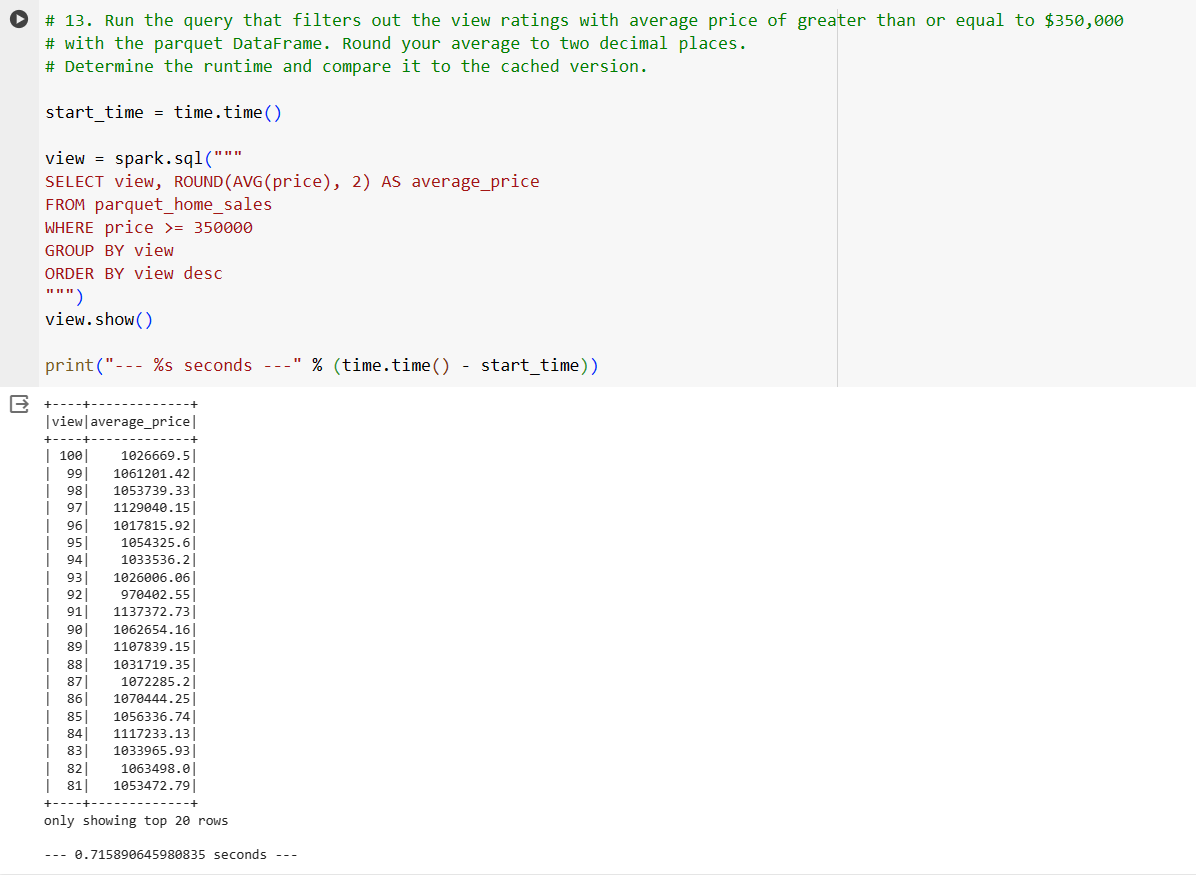 # 13. Run the query that filters out the view ratings with average price of greater than or equal to $350,000
# with the parquet DataFrame. Round your average to two decimal places.
# Determine the runtime and compare it to the cached version.
start_time = time.time()
view = spark.sql("""
SELECT view, ROUND(AVG(price), 2) AS average_price
FROM parquet_home_sales
WHERE price >= 350000
GROUP BY view
ORDER BY view desc
""")
view.show()
print("--- %s seconds ---" % (time.time() - start_time))
+----+-------------+
|view|average_price|
+----+-------------+
| 100|    1026669.5|
|  99|   1061201.42|
|  98|   1053739.33|
|  97|   1129040.15|
|  96|   1017815.92|
|  95|    1054325.6|
|  94|    1033536.2|
|  93|   1026006.06|
|  92|    970402.55|
|  91|   1137372.73|
|  90|   1062654.16|
|  89|   1107839.15|
|  88|   1031719.35|
|  87|    1072285.2|
|  86|   1070444.25|
|  85|   1056336.74|
|  84|   1117233.13|
|  83|   1033965.93|
|  82|    1063498.0|
|  81|   1053472.79|
+----+-------------+
only showing top 20 rows
--- 0.715890645980835 seconds ---